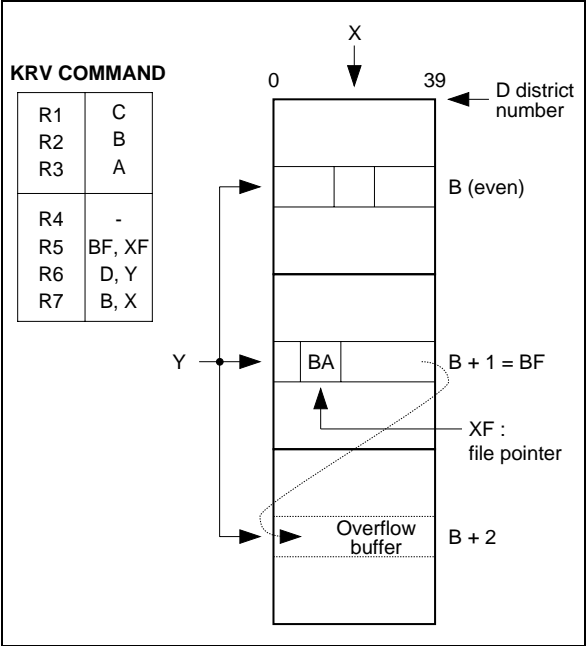 X
KRV COMMAND
0 39
D district
number
R1 C
R2 B
R3 A
R4 -
R5 BF, XF
R6 D, Y
R7 B, X
B (even)
Y
BA
B + 1 = BF
XF :
file pointer
Overflow
buffer
B + 2